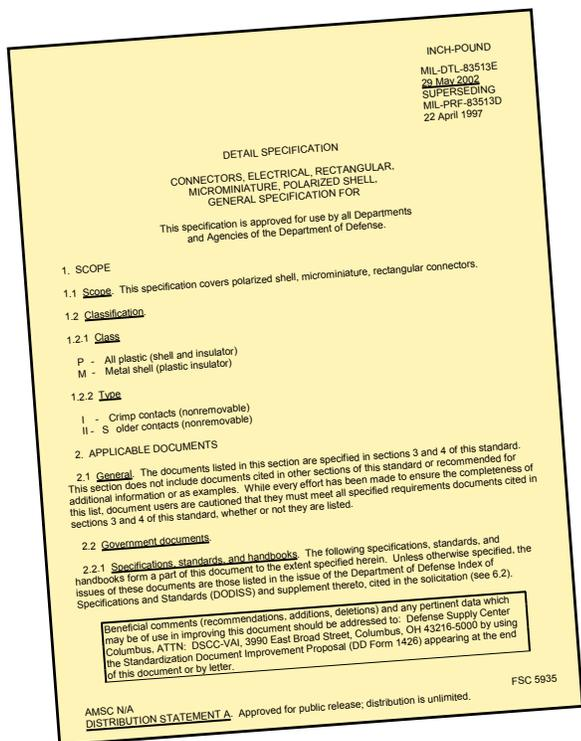 INCH-POUND
MIL-DTL-83513E
29 May 2002
SUPERSEDING
MIL-PRF-83513D
22 April 1997
DETAIL SPECIFICATION
CONNECTORS, ELECTRICAL, RECTANGULAR,
MICROMINIATURE, POLARIZED SHELL,
GENERAL SPECIFICATION FOR
This specification is approved for use by all Departments
and Agencies of the Department of Defense.
1. SCOPE
1.1 Scope. This specification covers polarized shell, microminiature, rectangular connectors.
1.2 Classification.
1.2.1 Class
P - All plastic (shell and insulator)
M - Metal shell (plastic insulator)
1.2.2 Type
I - Crimp contacts (nonremovable)
II - S older contacts (nonremovable)
2. APPLICABLE DOCUMENTS
2.1 General. The documents listed in this section are specified in sections 3 and 4 of this standard.
This section does not include documents cited in other sections of this standard or recommended for
additional information or as examples. While every effort has been made to ensure the completeness of
this list, document users are cautioned that they must meet all specified requirements documents cited in
sections 3 and 4 of this standard, whether or not they are listed.
2.2 Government documents.
2.2.1 Specifications, standards, and handbooks. The following specifications, standards, and
handbooks form a part of this document to the extent specified herein. Unless otherwise specified, the
issues of these documents are those listed in the issue of the Department of Defense Index of
Specifications and Standards (DODISS) and supplement thereto, cited in the solicitation (see 6.2).
Beneficial comments (recommendations, additions, deletions) and any pertinent data which
may be of use in improving this document should be addressed to: Defense Supply Center
Columbus, ATTN: DSCC-VAI, 3990 East Broad Street, Columbus, OH 43216-5000 by using
the Standardization Document Improvement Proposal (DD Form 1426) appearing at the end
of this document or by letter.
AMSC N/A
FSC 5935
DISTRIBUTION STATEMENT A. Approved for public release; distribution is unlimited.